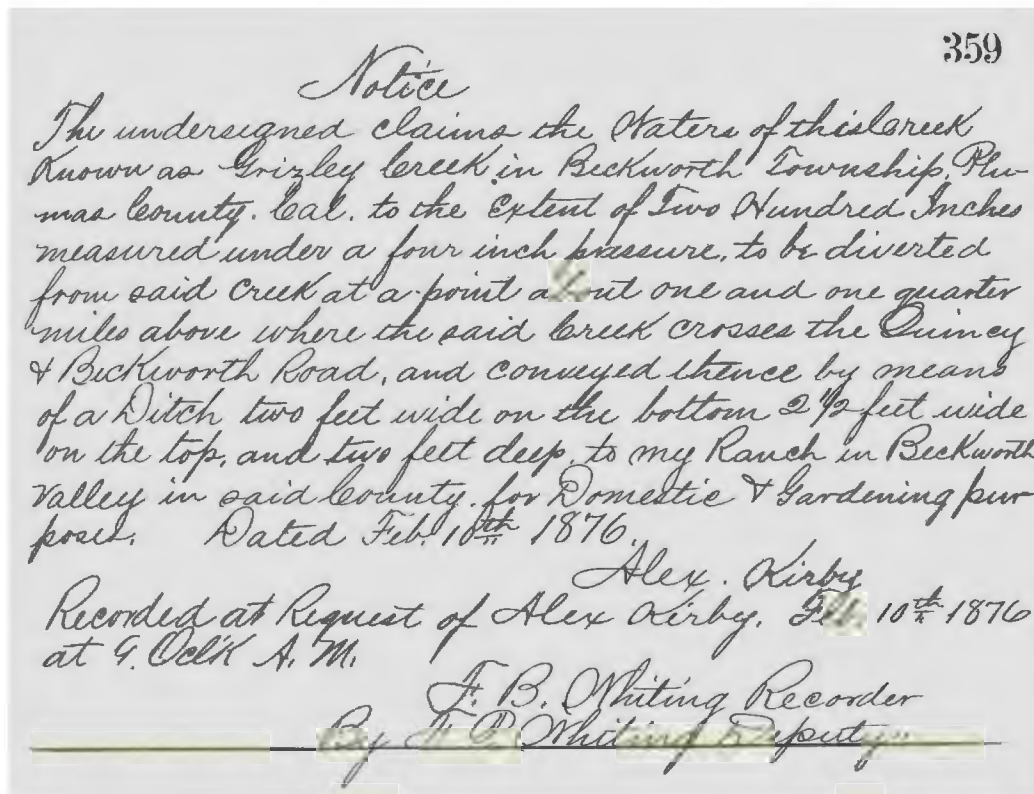 359
Notice
The undersigned claims the Waters of this Creek
Known as Grizley Creek in Beckworth Township, Plu-
mas County. Cal. to the Extent of Two Hundred Inches
measured under a four inch pressure, to be diverted
from said Creek at a point about one and one quarter
miles above where the said Creek crosses the Quincy
& Beckworth Road, and conveyed thence by means
of a Ditch two feet wide on the bottom 2 1/2 feet wide
on the top, and two feet deep, to my Ranch in Beckworth
Valley in said County. for Domestic & Gardening pur
poses. Dated Feb. 10th 1876.
Alex. Kirby
Recorded at Request of Alex Kirby. Feb. 10th 1876
at 9. Oclk A. M.
F. B. Whiting Recorder
By Whiting Deputy